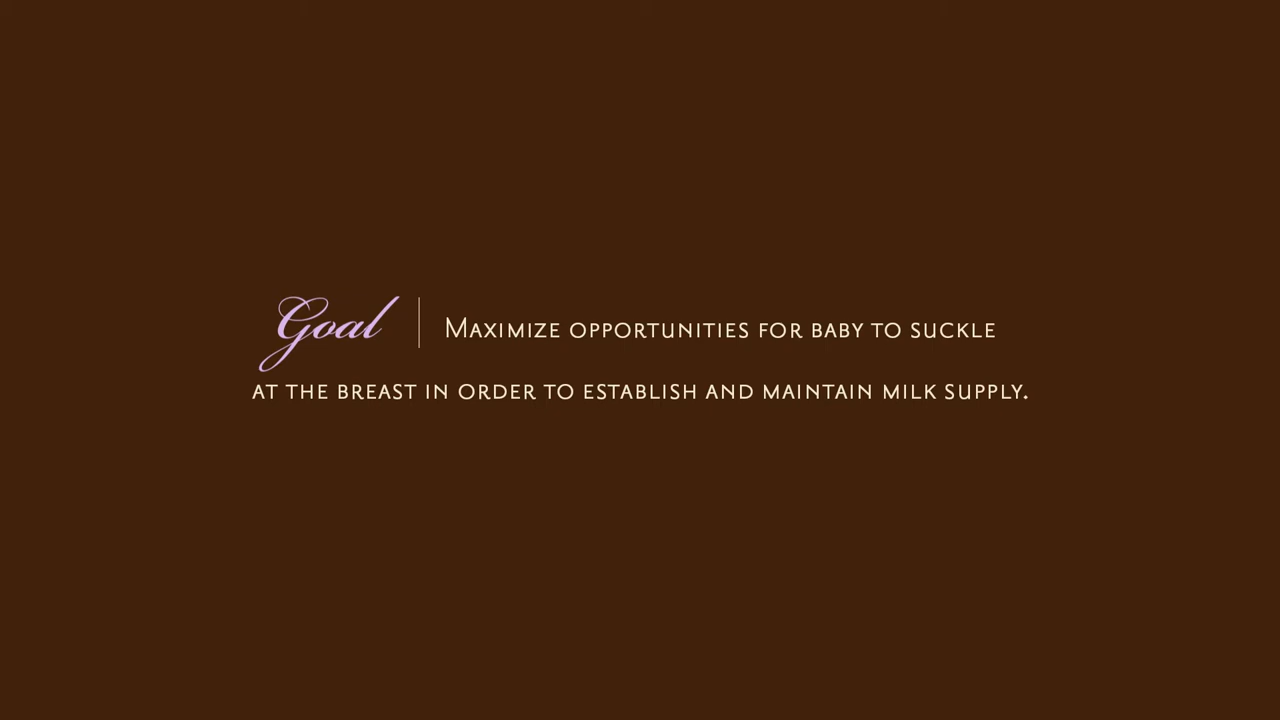 Goal | Maximize opportunities for baby to suckle
at the breast in order to establish and maintain milk supply.